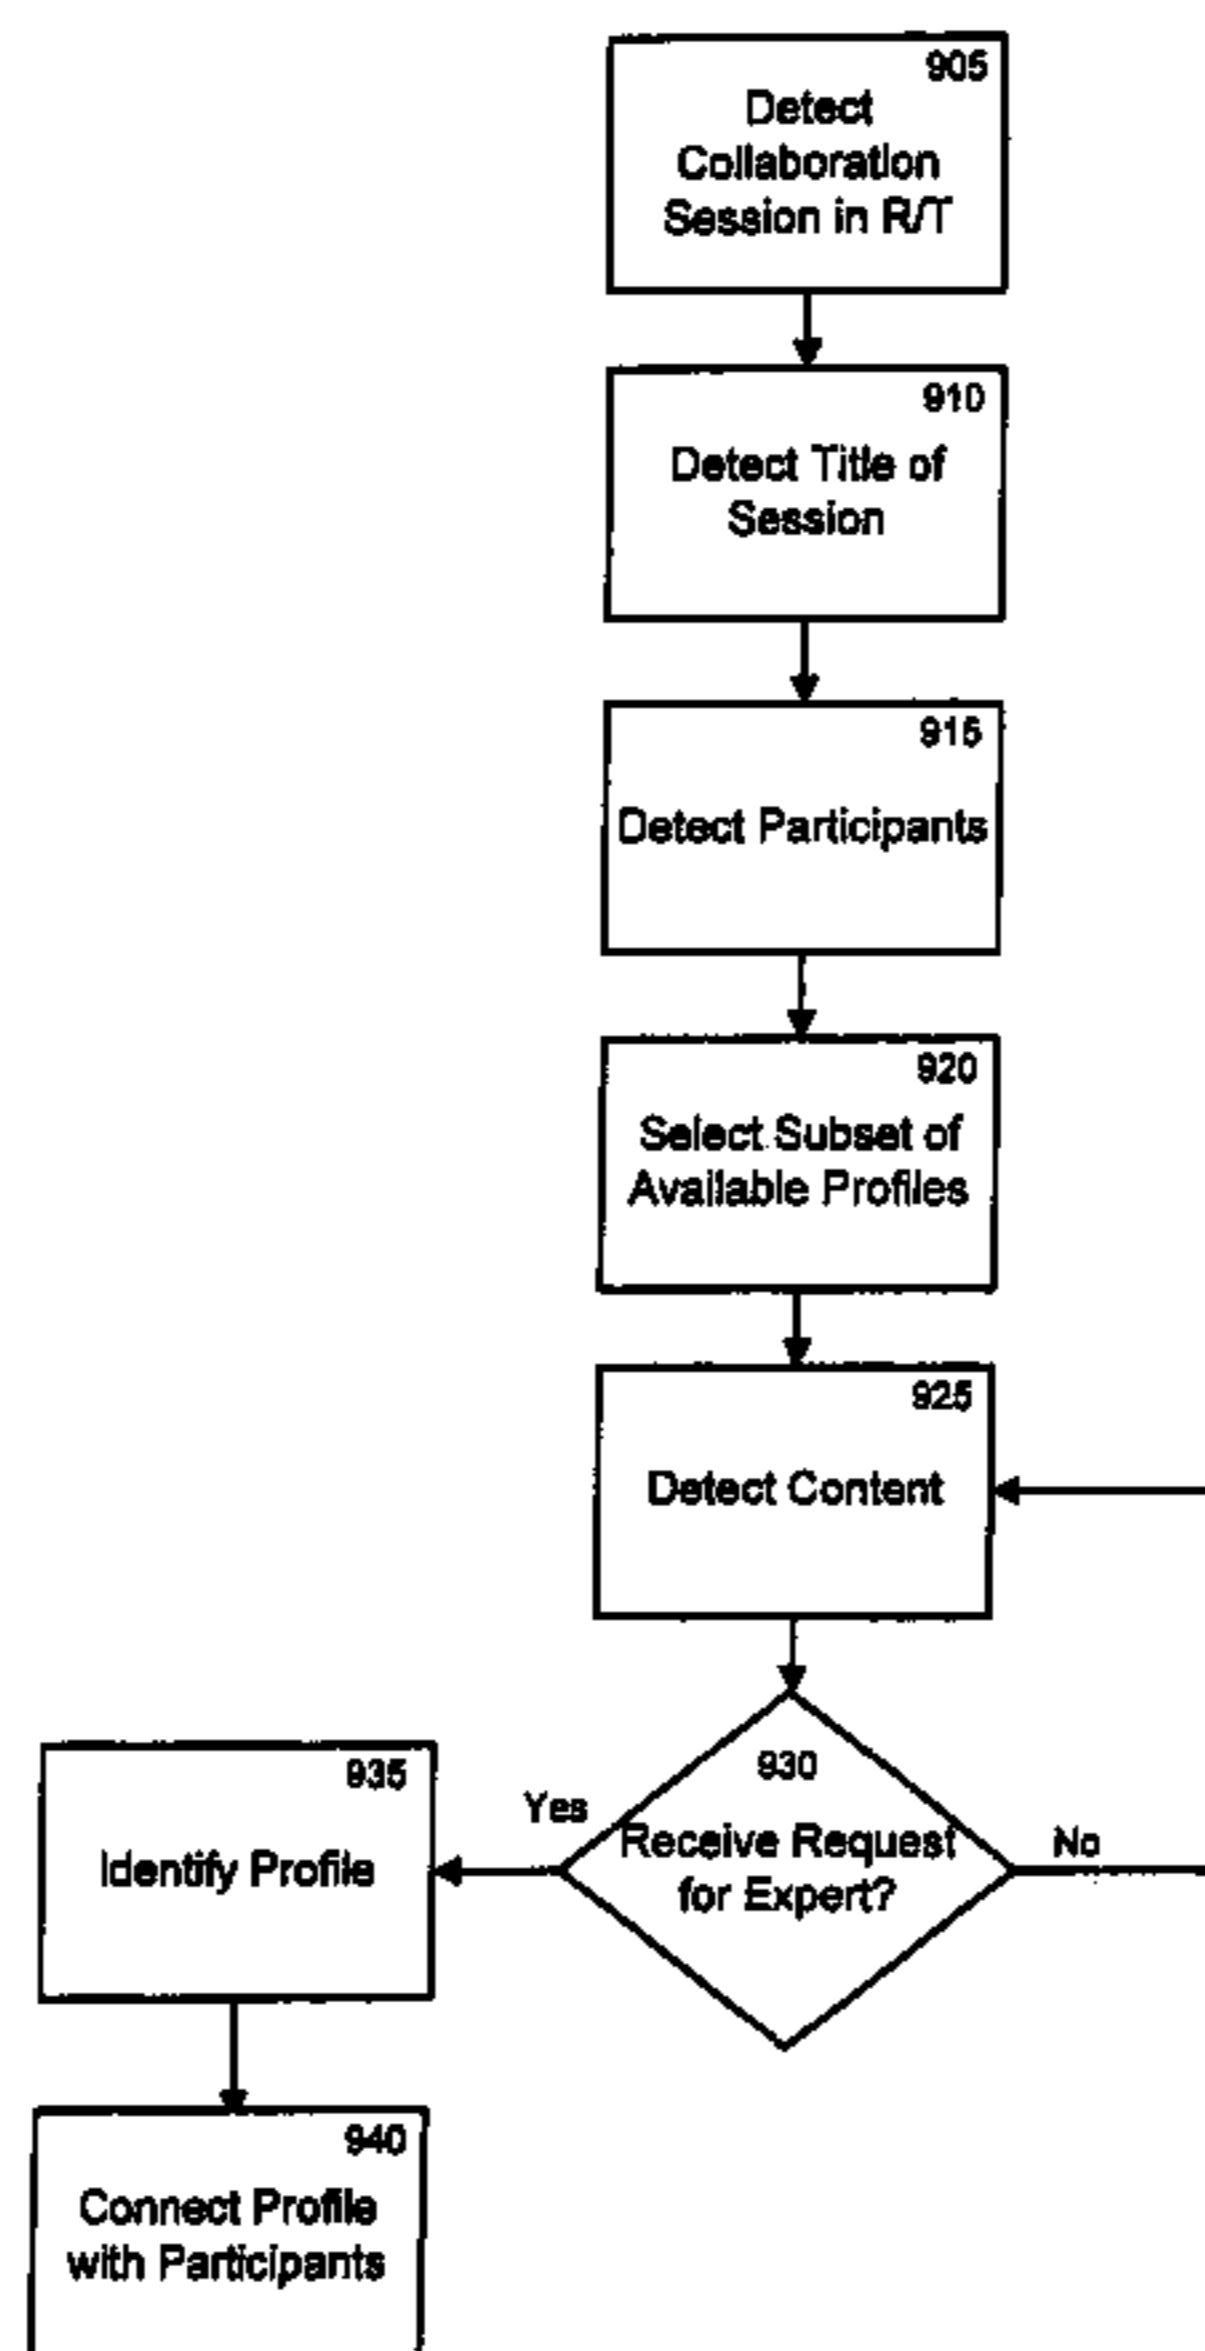 905
Detect
Collaboration
Session in R/T
910
Detect Title of
Session
915
Detect Participants
920
Select Subset of
Available Profiles
925
Detect Content
930
Receive Request
for Expert?
Yes
No
935
Identify Profile
940
Connect Profile
with Participants